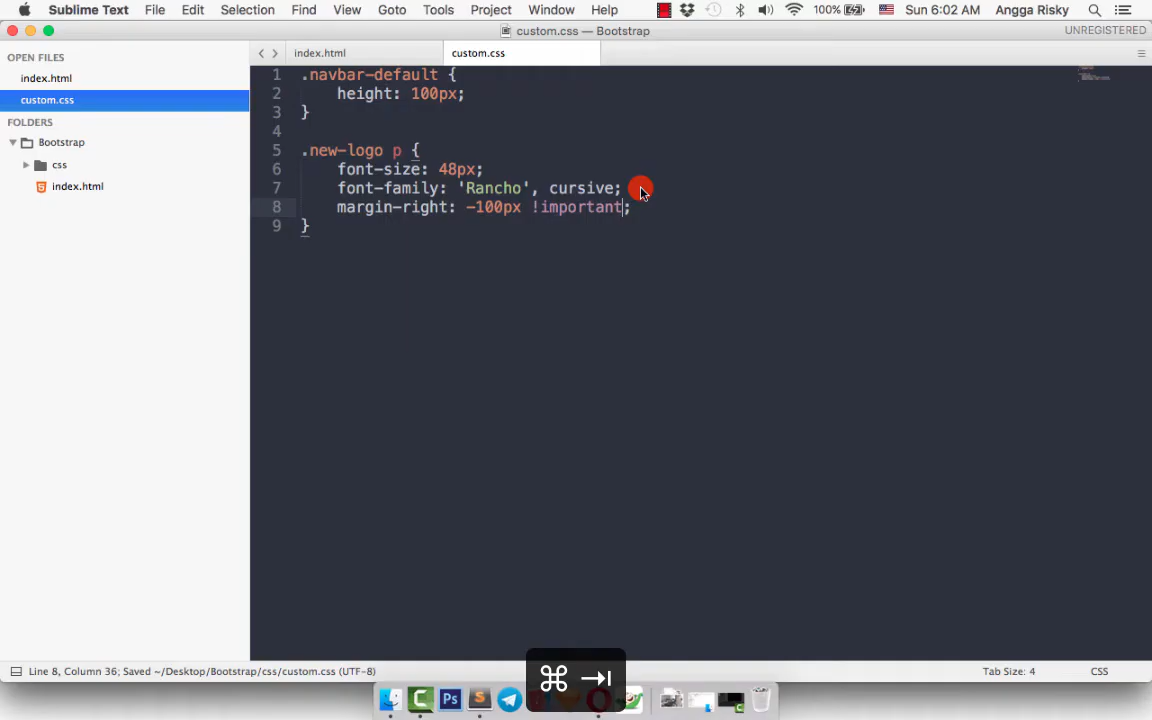 Sublime Text File Edit Selection Find View Goto Tools Project Window Help 100% Sun 6:02 AM Angga Risky
custom.css — Bootstrap UNREGISTERED
OPEN FILES
index.html
custom.css
FOLDERS
Bootstrap
css
index.html
index.html custom.css
1 .navbar-default {
2 height: 100px;
3 }
4
5 .new-logo p {
6 font-size: 48px;
7 font-family: 'Rancho', cursive;
8 margin-right: -100px !important;
9 }
Line 8, Column 36; Saved ~/Desktop/Bootstrap/css/custom.css (UTF-8) Tab Size: 4 CSS
⌘ ⇥
Ps S